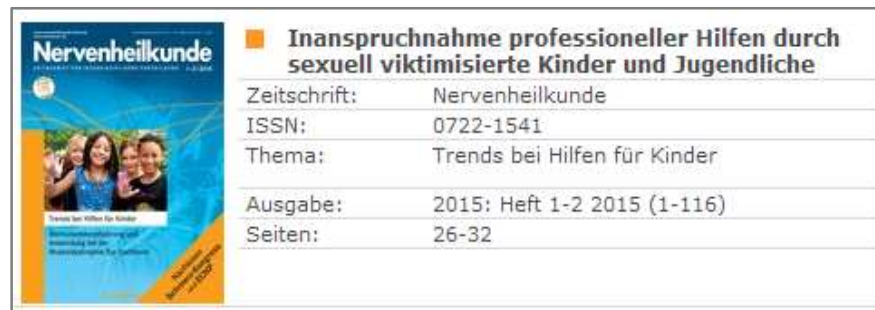 Nervenheilkunde
Trends bei Hilfen für Kinder
Inanspruchnahme professioneller Hilfen durch
sexuell viktimisierte Kinder und Jugendliche
Zeitschrift: Nervenheilkunde
ISSN: 0722-1541
Thema: Trends bei Hilfen für Kinder
Ausgabe: 2015: Heft 1-2 2015 (1-116)
Seiten: 26-32